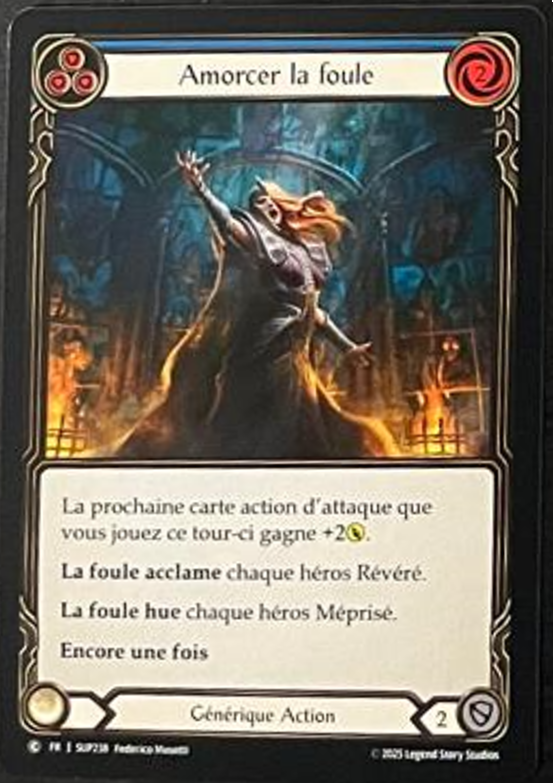 Amorcer la foule
2
La prochaine carte action d'attaque que
vous jouez ce tour-ci gagne +2.
La foule acclame chaque héros Révéré.
La foule hue chaque héros Méprisé.
Encore une fois
Générique Action
2
C FR | SUP238 Federico Musetti
© 2025 Legend Story Studios